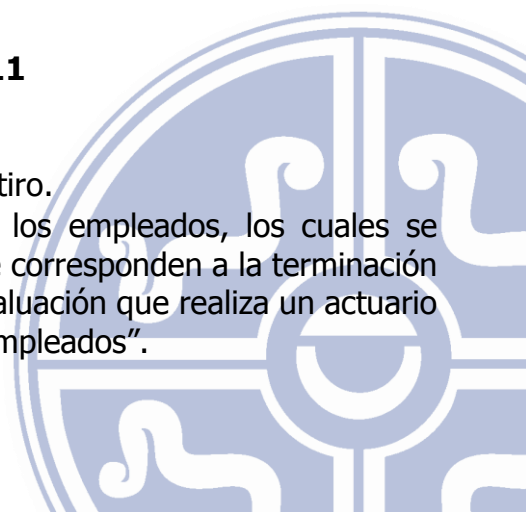 .1
tiro.
los empleados, los cuales se
corresponden a la terminación
aluación que realiza un actuario
mpleados”.